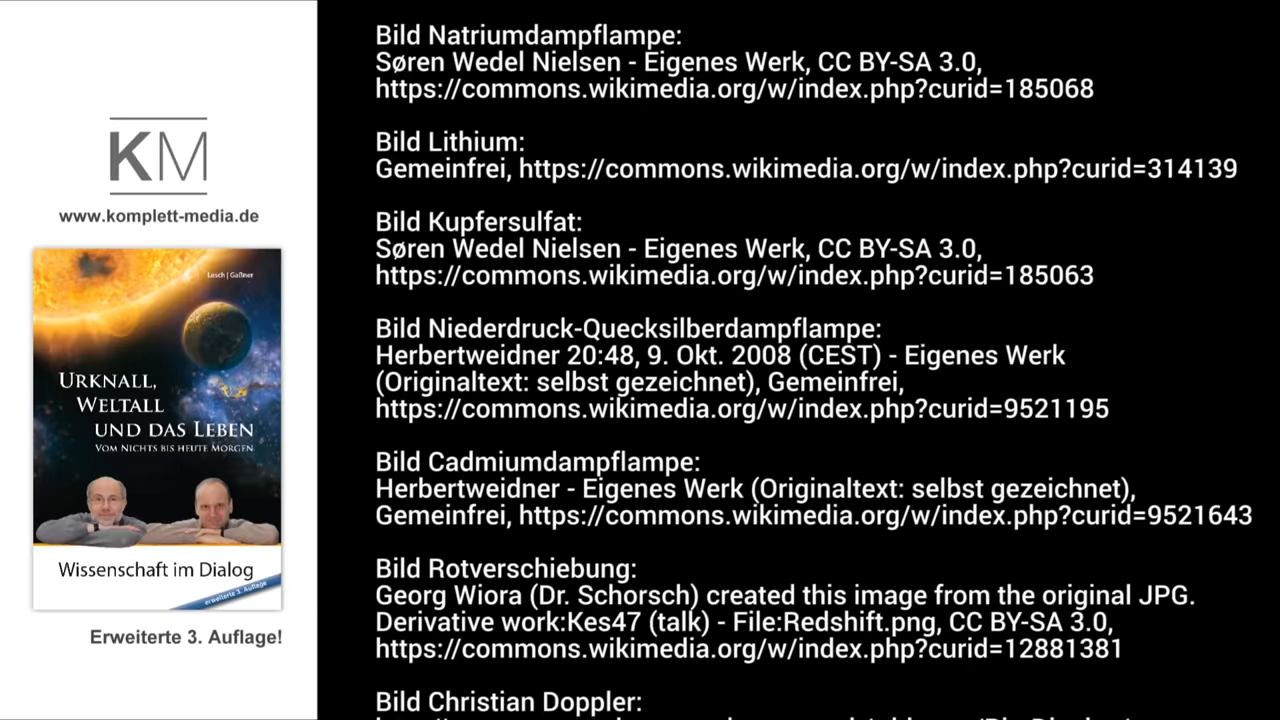 KM
www.komplett-media.de
Lesch | Gaßner
URKNALL,
WELTALL
UND DAS LEBEN
VOM NICHTS BIS HEUTE MORGEN
Wissenschaft im Dialog
erweiterte 3. Auflage
Erweiterte 3. Auflage!
Bild Natriumdampflampe:
Søren Wedel Nielsen - Eigenes Werk, CC BY-SA 3.0,
https://commons.wikimedia.org/w/index.php?curid=185068
Bild Lithium:
Gemeinfrei, https://commons.wikimedia.org/w/index.php?curid=314139
Bild Kupfersulfat:
Søren Wedel Nielsen - Eigenes Werk, CC BY-SA 3.0,
https://commons.wikimedia.org/w/index.php?curid=185063
Bild Niederdruck-Quecksilberdampflampe:
Herbertweidner 20:48, 9. Okt. 2008 (CEST) - Eigenes Werk
(Originaltext: selbst gezeichnet), Gemeinfrei,
https://commons.wikimedia.org/w/index.php?curid=9521195
Bild Cadmiumdampflampe:
Herbertweidner - Eigenes Werk (Originaltext: selbst gezeichnet),
Gemeinfrei, https://commons.wikimedia.org/w/index.php?curid=9521643
Bild Rotverschiebung:
Georg Wiora (Dr. Schorsch) created this image from the original JPG.
Derivative work:Kes47 (talk) - File:Redshift.png, CC BY-SA 3.0,
https://commons.wikimedia.org/w/index.php?curid=12881381
Bild Christian Doppler: